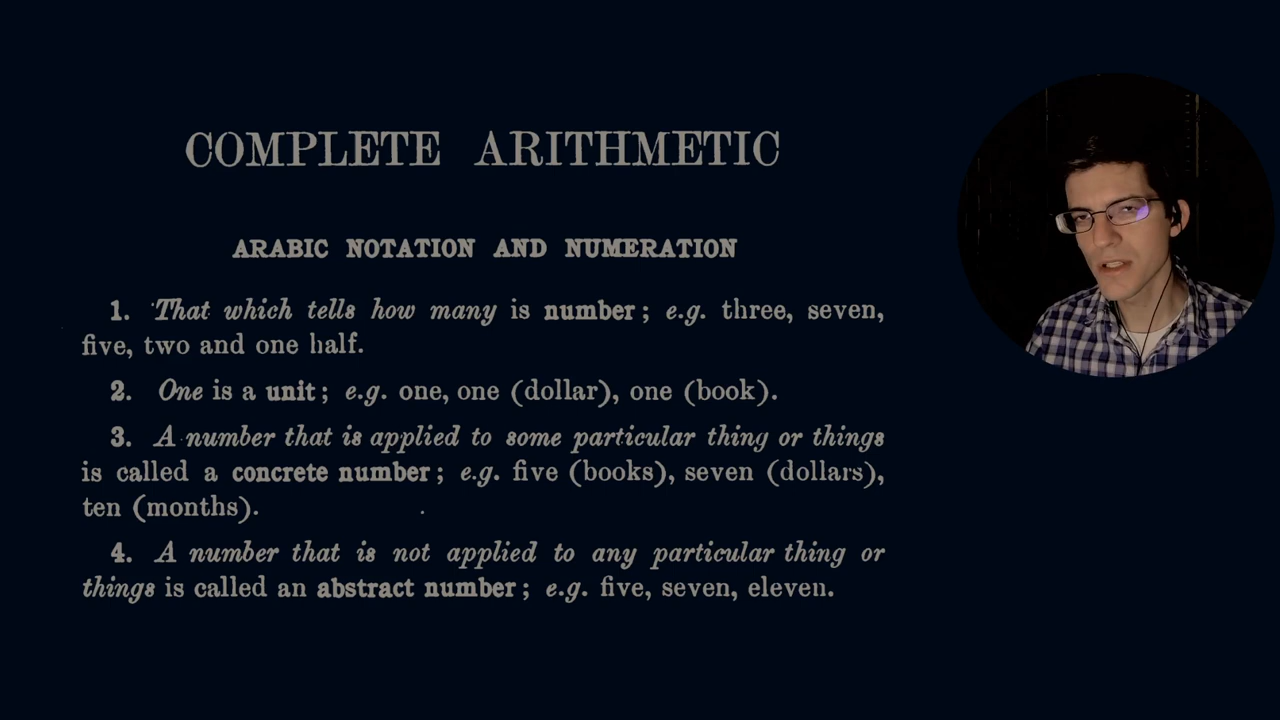 COMPLETE ARITHMETIC
ARABIC NOTATION AND NUMERATION
1. That which tells how many is number; e.g. three, seven,
five, two and one half.
2. One is a unit; e.g. one, one (dollar), one (book).
3. A number that is applied to some particular thing or things
is called a concrete number; e.g. five (books), seven (dollars),
ten (months).
4. A number that is not applied to any particular thing or
things is called an abstract number; e.g. five, seven, eleven.